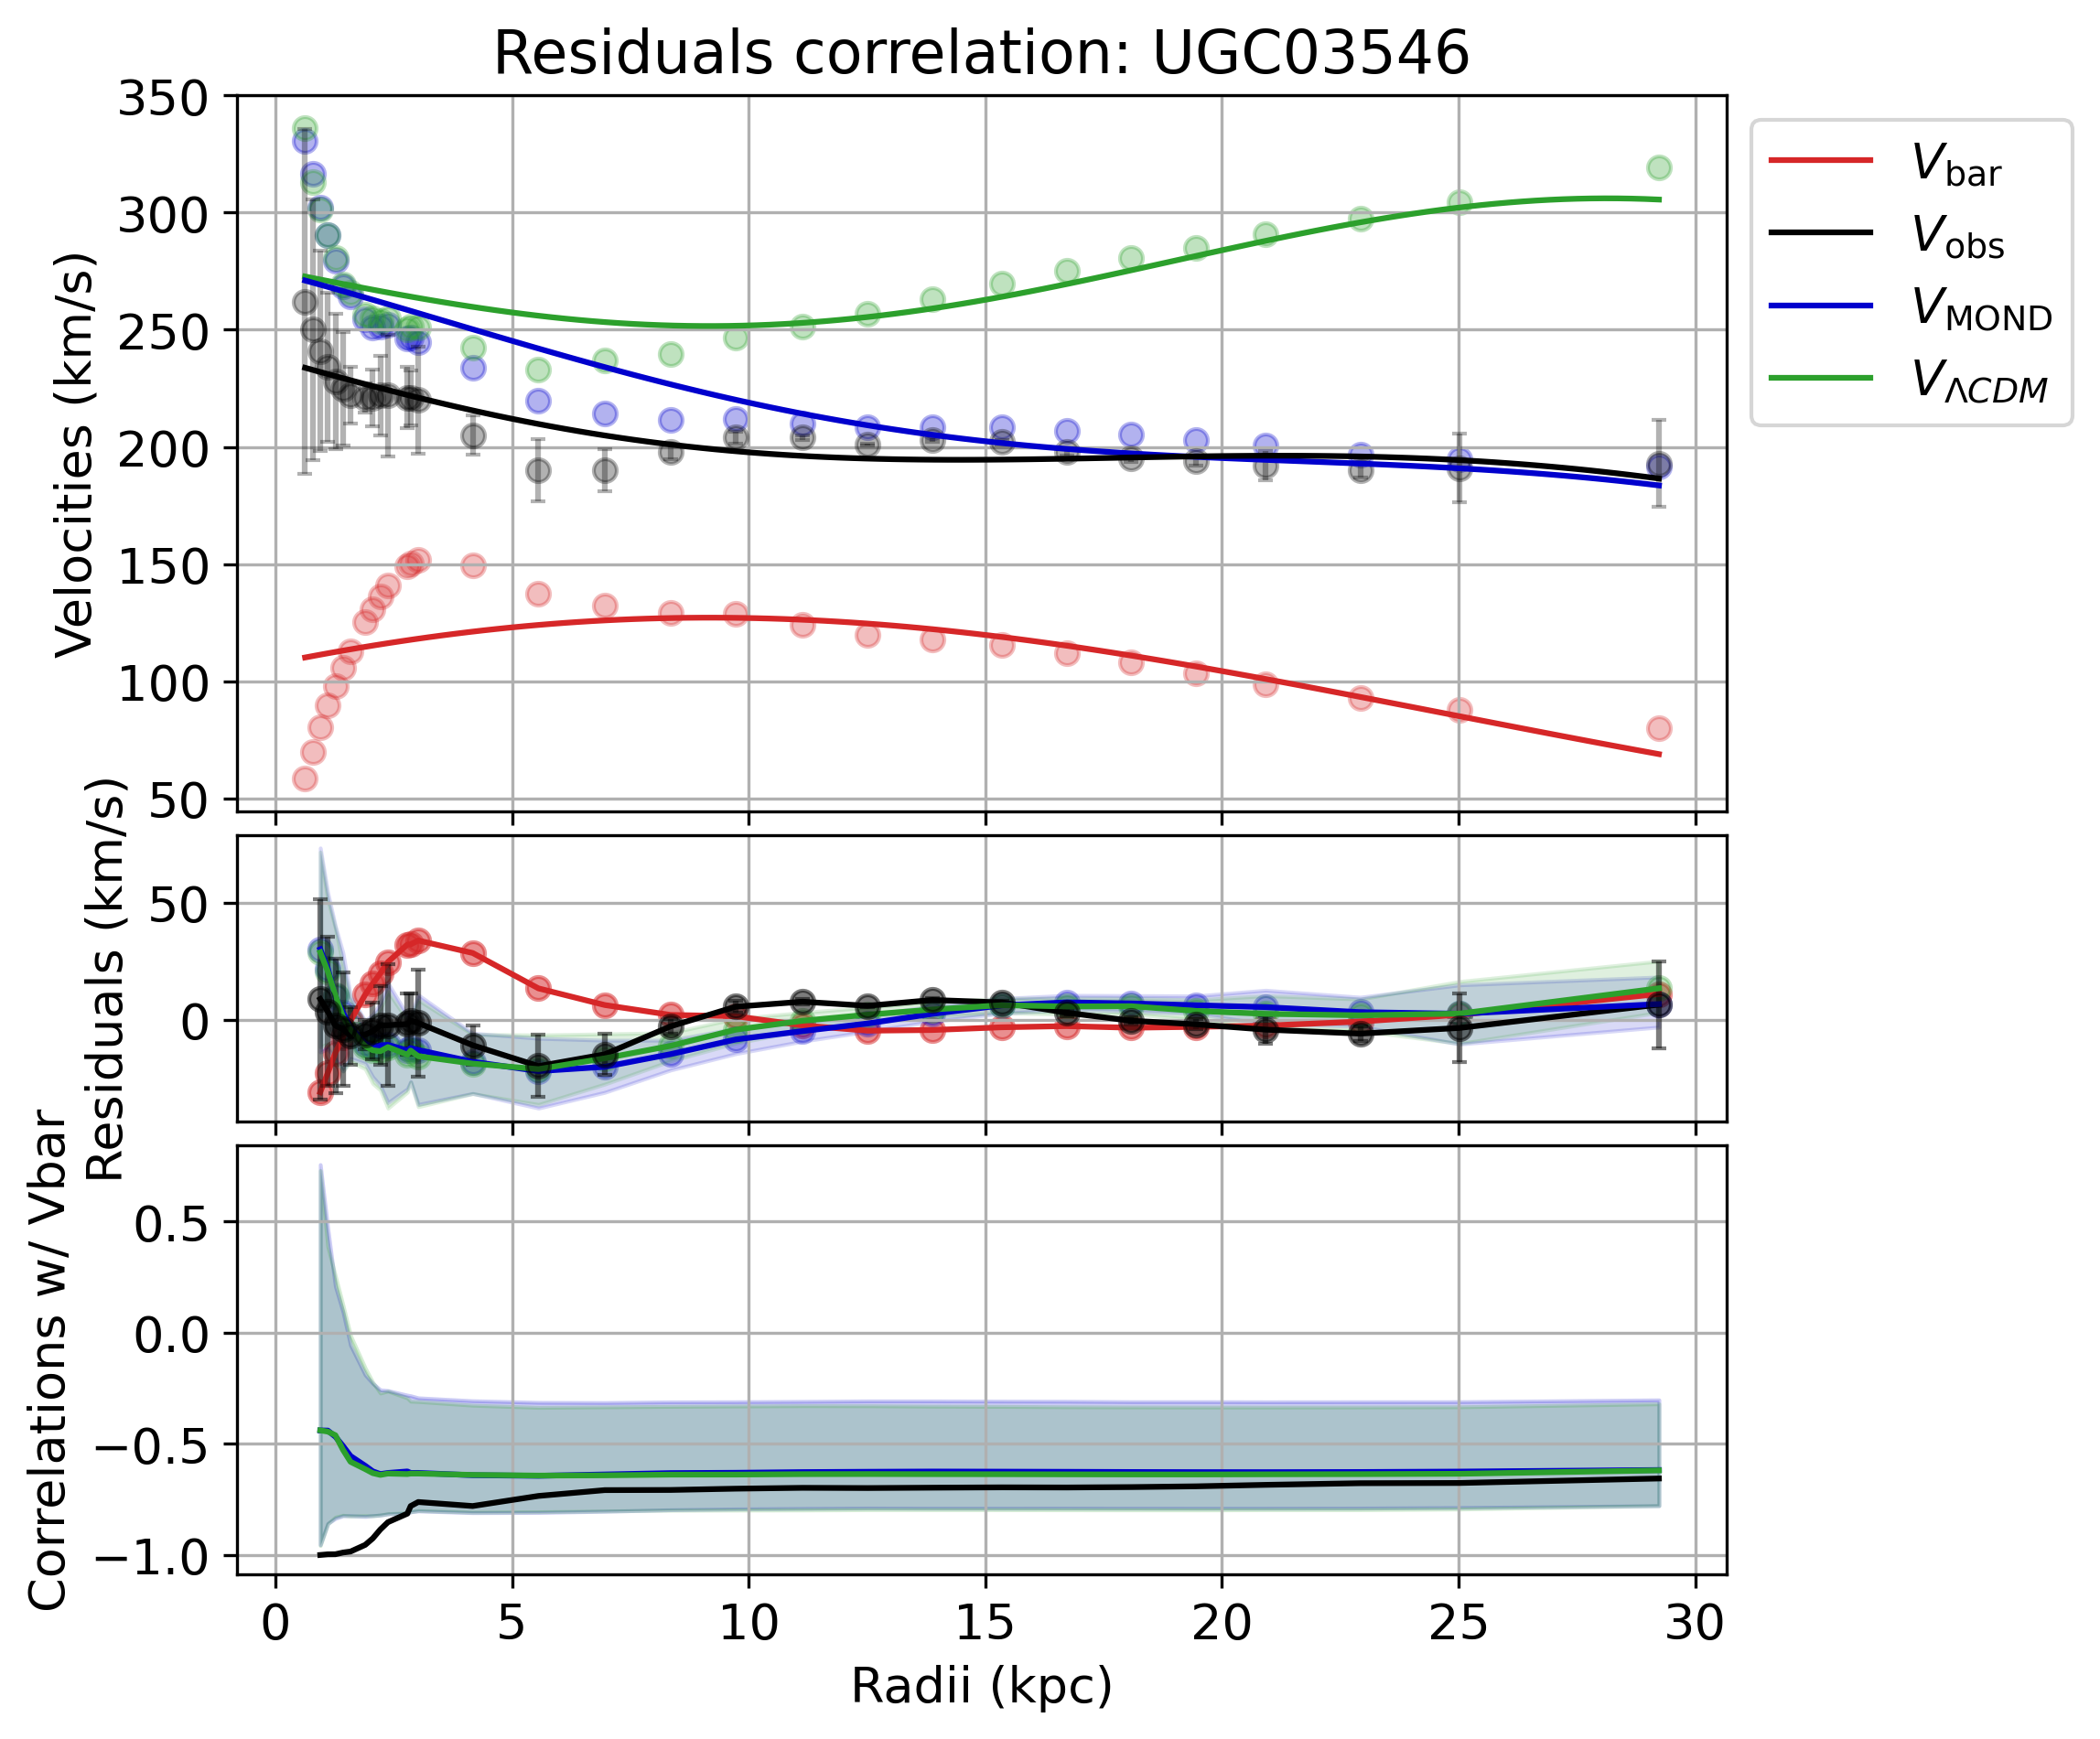 Residuals correlation: UGC03546
Velocities (km/s)
350
300
250
200
150
100
50
V_bar
V_obs
V_MOND
V_ΛCDM
Residuals (km/s)
50
0
Correlations w/ Vbar
0.5
0.0
−0.5
−1.0
0 5 10 15 20 25 30
Radii (kpc)